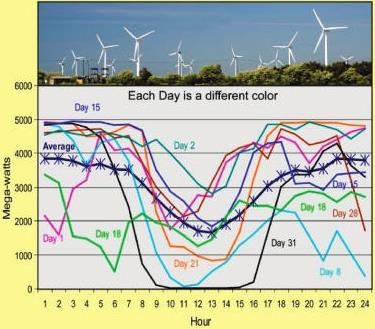 Each Day is a different color
6000
5000
4000
3000
2000
1000
0
Mega-watts
Day 15
Average
Day 2
Day 1
Day 18
Day 21
Day 31
Day 15
Day 18
Day 28
Day 8
1 2 3 4 5 6 7 8 9 10 11 12 13 14 15 16 17 18 19 20 21 22 23 24
Hour